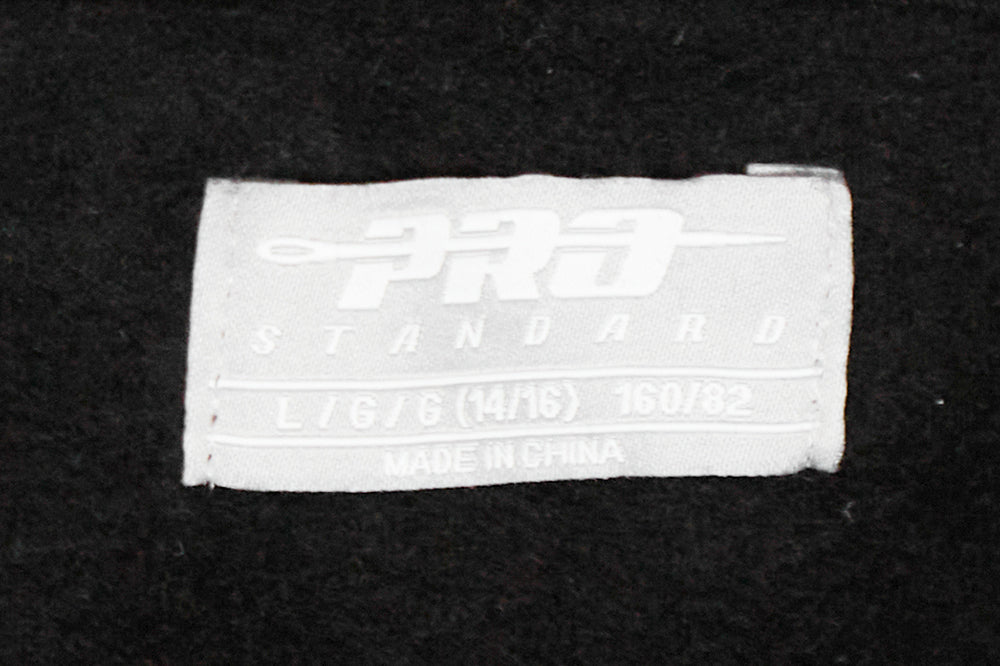 PRO
STANDARD
L / G / G (14/16) 160/82
MADE IN CHINA